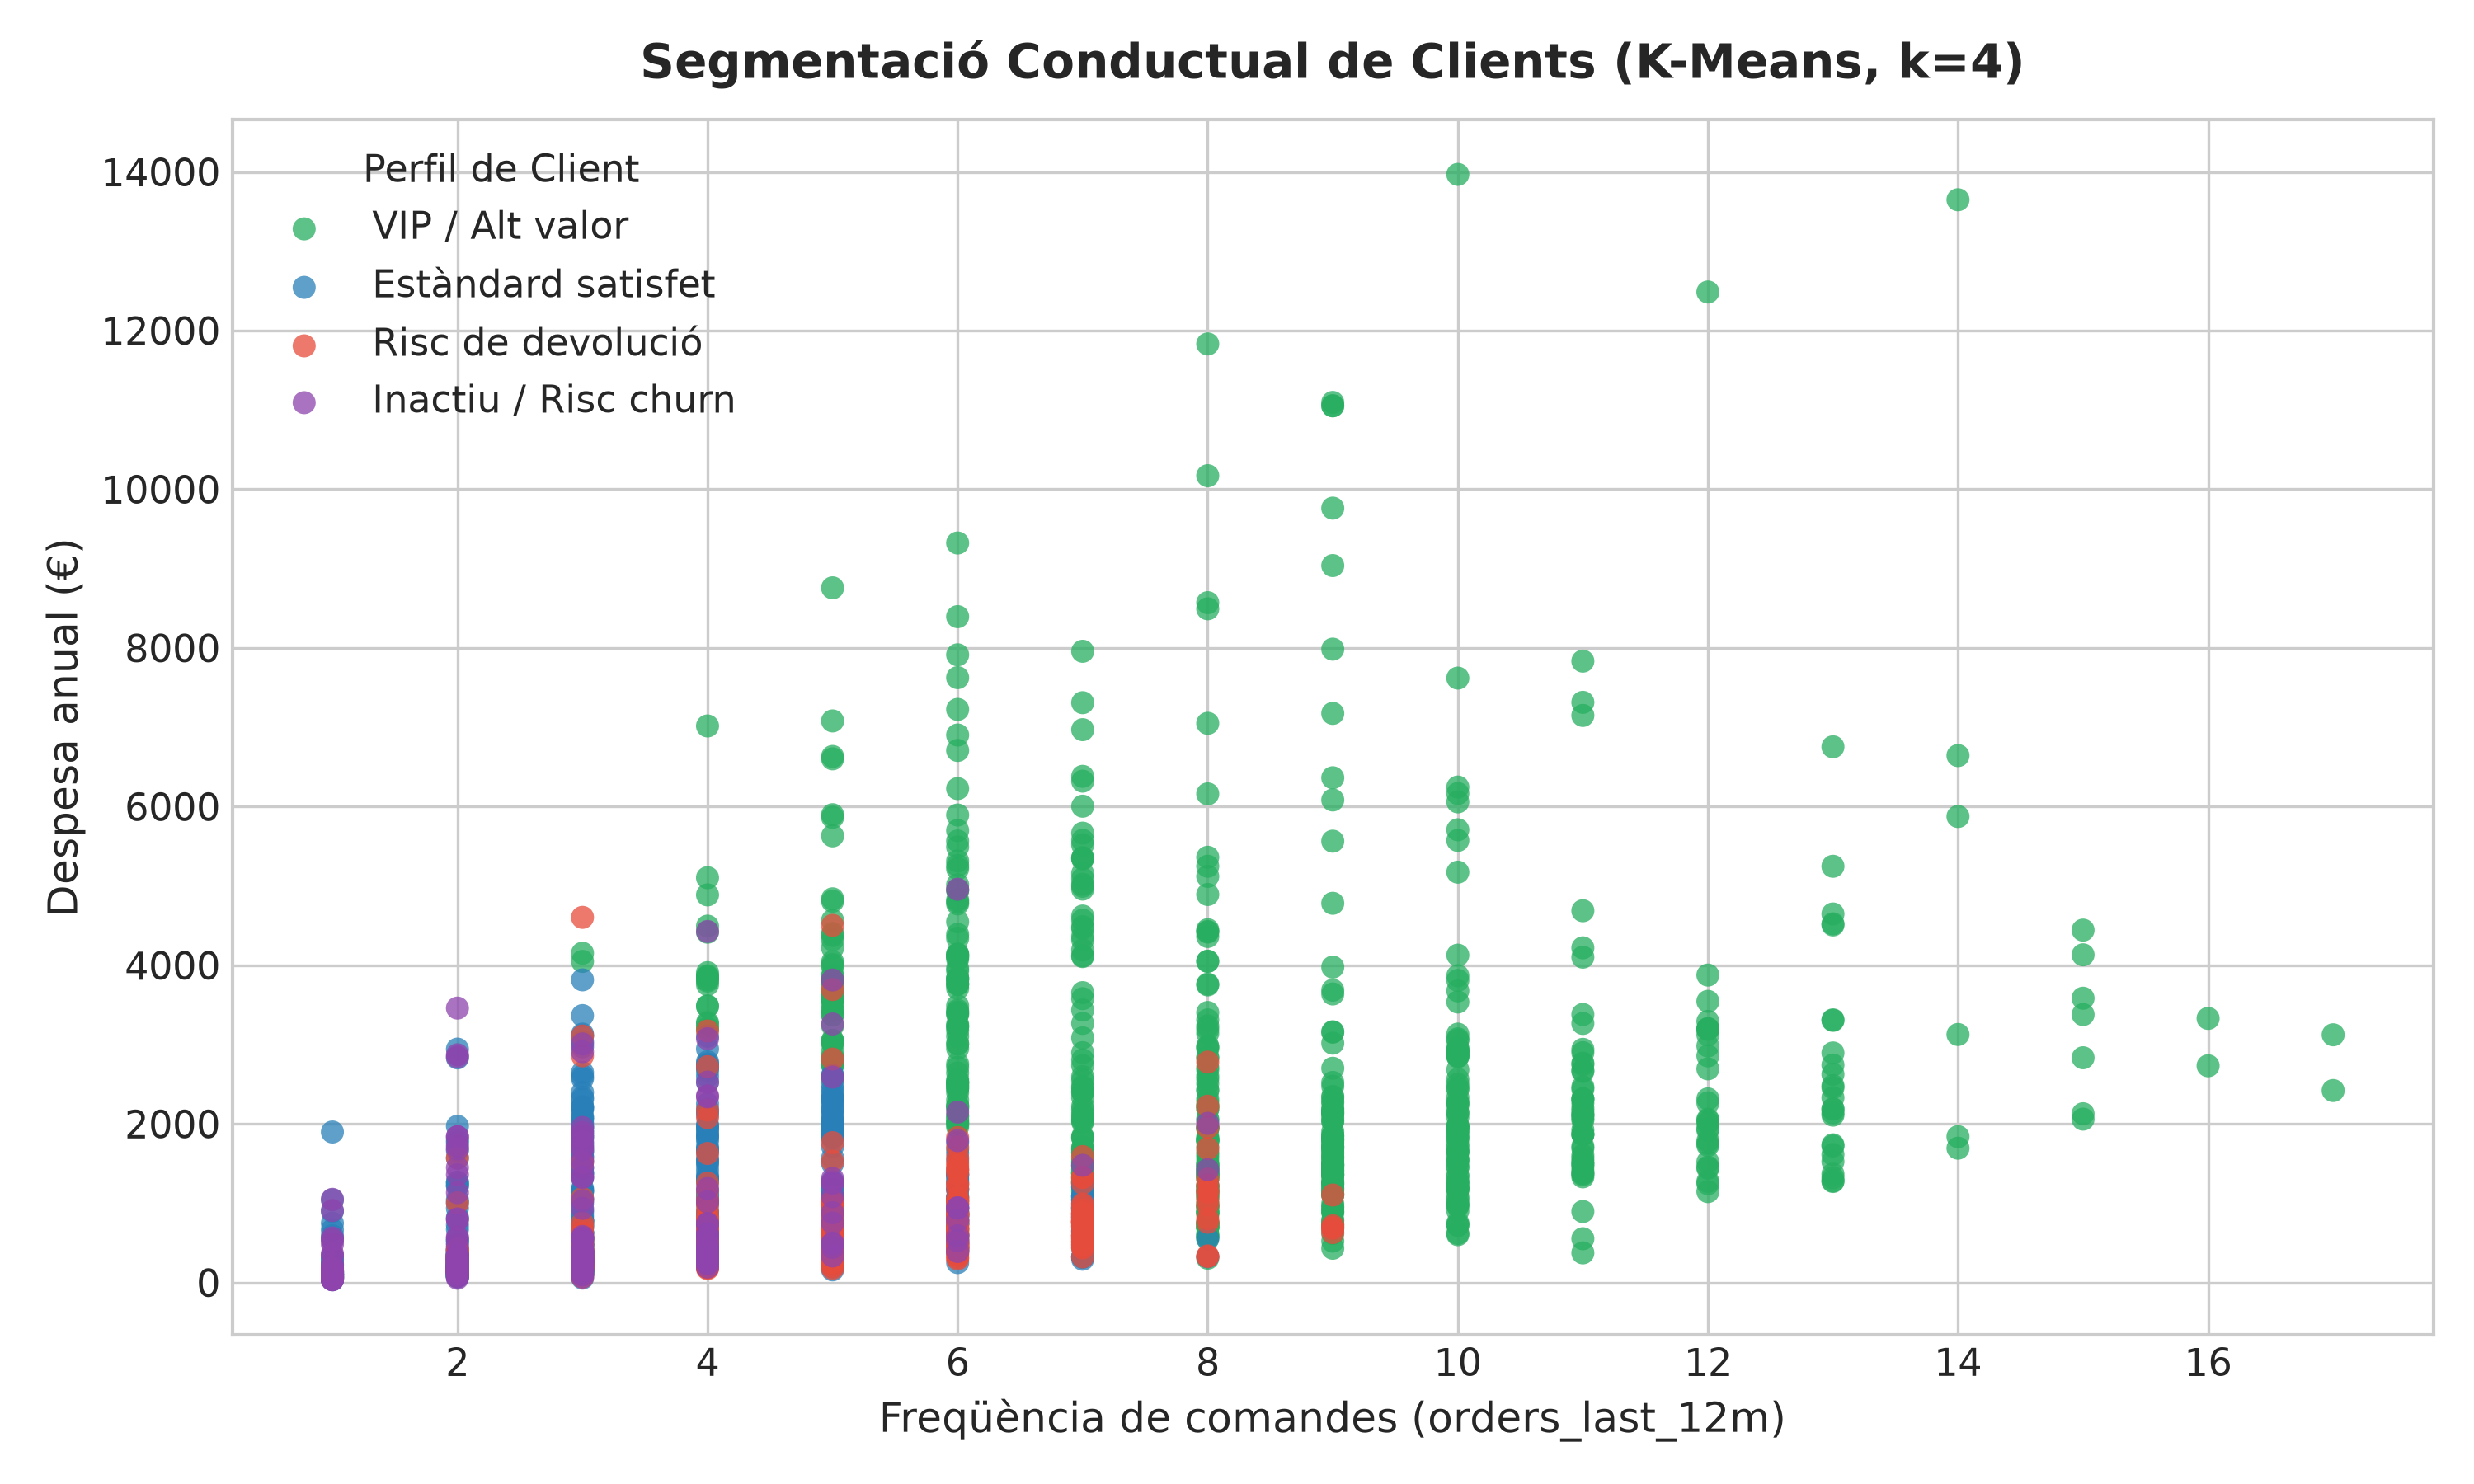 Segmentació Conductual de Clients (K-Means, k=4)
Perfil de Client
VIP / Alt valor
Estàndard satisfet
Risc de devolució
Inactiu / Risc churn
Despesa anual (€)
14000
12000
10000
8000
6000
4000
2000
0
2 4 6 8 10 12 14 16
Freqüència de comandes (orders_last_12m)